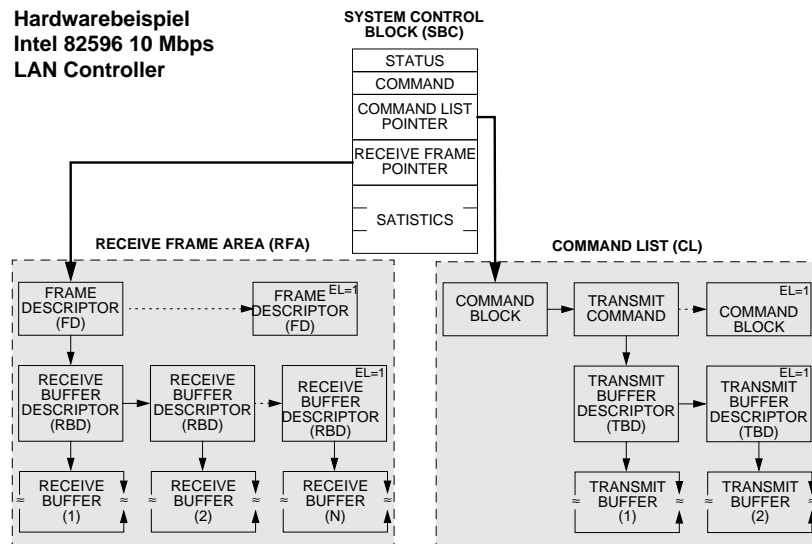 Hardwarebeispiel
Intel 82596 10 Mbps
LAN Controller
SYSTEM CONTROL
BLOCK (SBC)
STATUS
COMMAND
COMMAND LIST
POINTER
RECEIVE FRAME
POINTER
SATISTICS
RECEIVE FRAME AREA (RFA)
FRAME
DESCRIPTOR
(FD)
EL=1
FRAME
DESCRIPTOR
(FD)
RECEIVE
BUFFER
DESCRIPTOR
(RBD)
RECEIVE
BUFFER
DESCRIPTOR
(RBD)
EL=1
RECEIVE
BUFFER
DESCRIPTOR
(RBD)
RECEIVE
BUFFER
(1)
RECEIVE
BUFFER
(2)
RECEIVE
BUFFER
(N)
COMMAND LIST (CL)
COMMAND
BLOCK
TRANSMIT
COMMAND
EL=1
COMMAND
BLOCK
TRANSMIT
BUFFER
DESCRIPTOR
(TBD)
EL=1
TRANSMIT
BUFFER
DESCRIPTOR
(TBD)
TRANSMIT
BUFFER
(1)
TRANSMIT
BUFFER
(2)